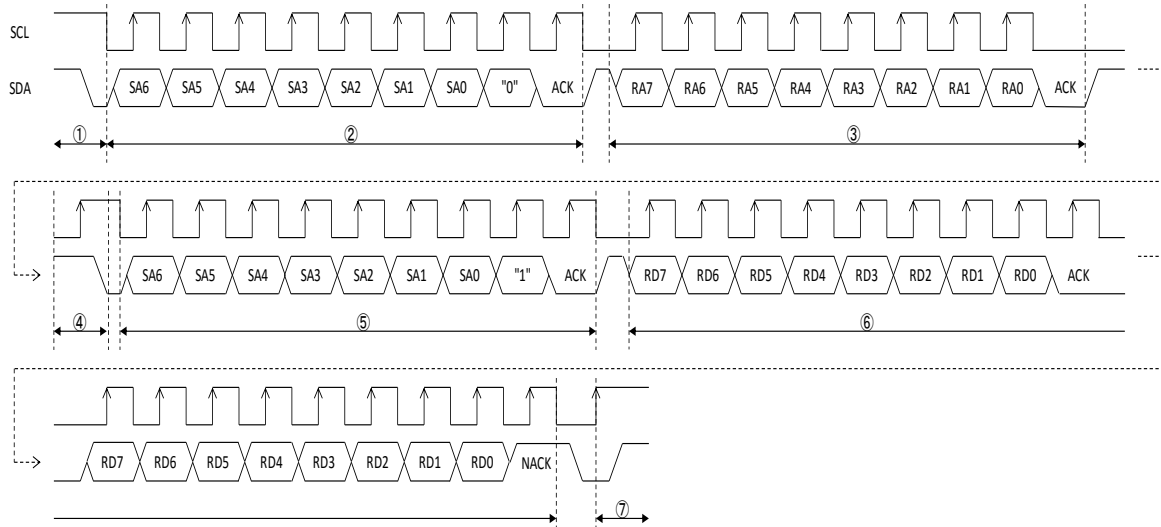 SCL
SDA SA6 SA5 SA4 SA3 SA2 SA1 SA0 "0" ACK RA7 RA6 RA5 RA4 RA3 RA2 RA1 RA0 ACK
① ② ③
SA6 SA5 SA4 SA3 SA2 SA1 SA0 "1" ACK RD7 RD6 RD5 RD4 RD3 RD2 RD1 RD0 ACK
④ ⑤ ⑥
RD7 RD6 RD5 RD4 RD3 RD2 RD1 RD0 NACK
⑦